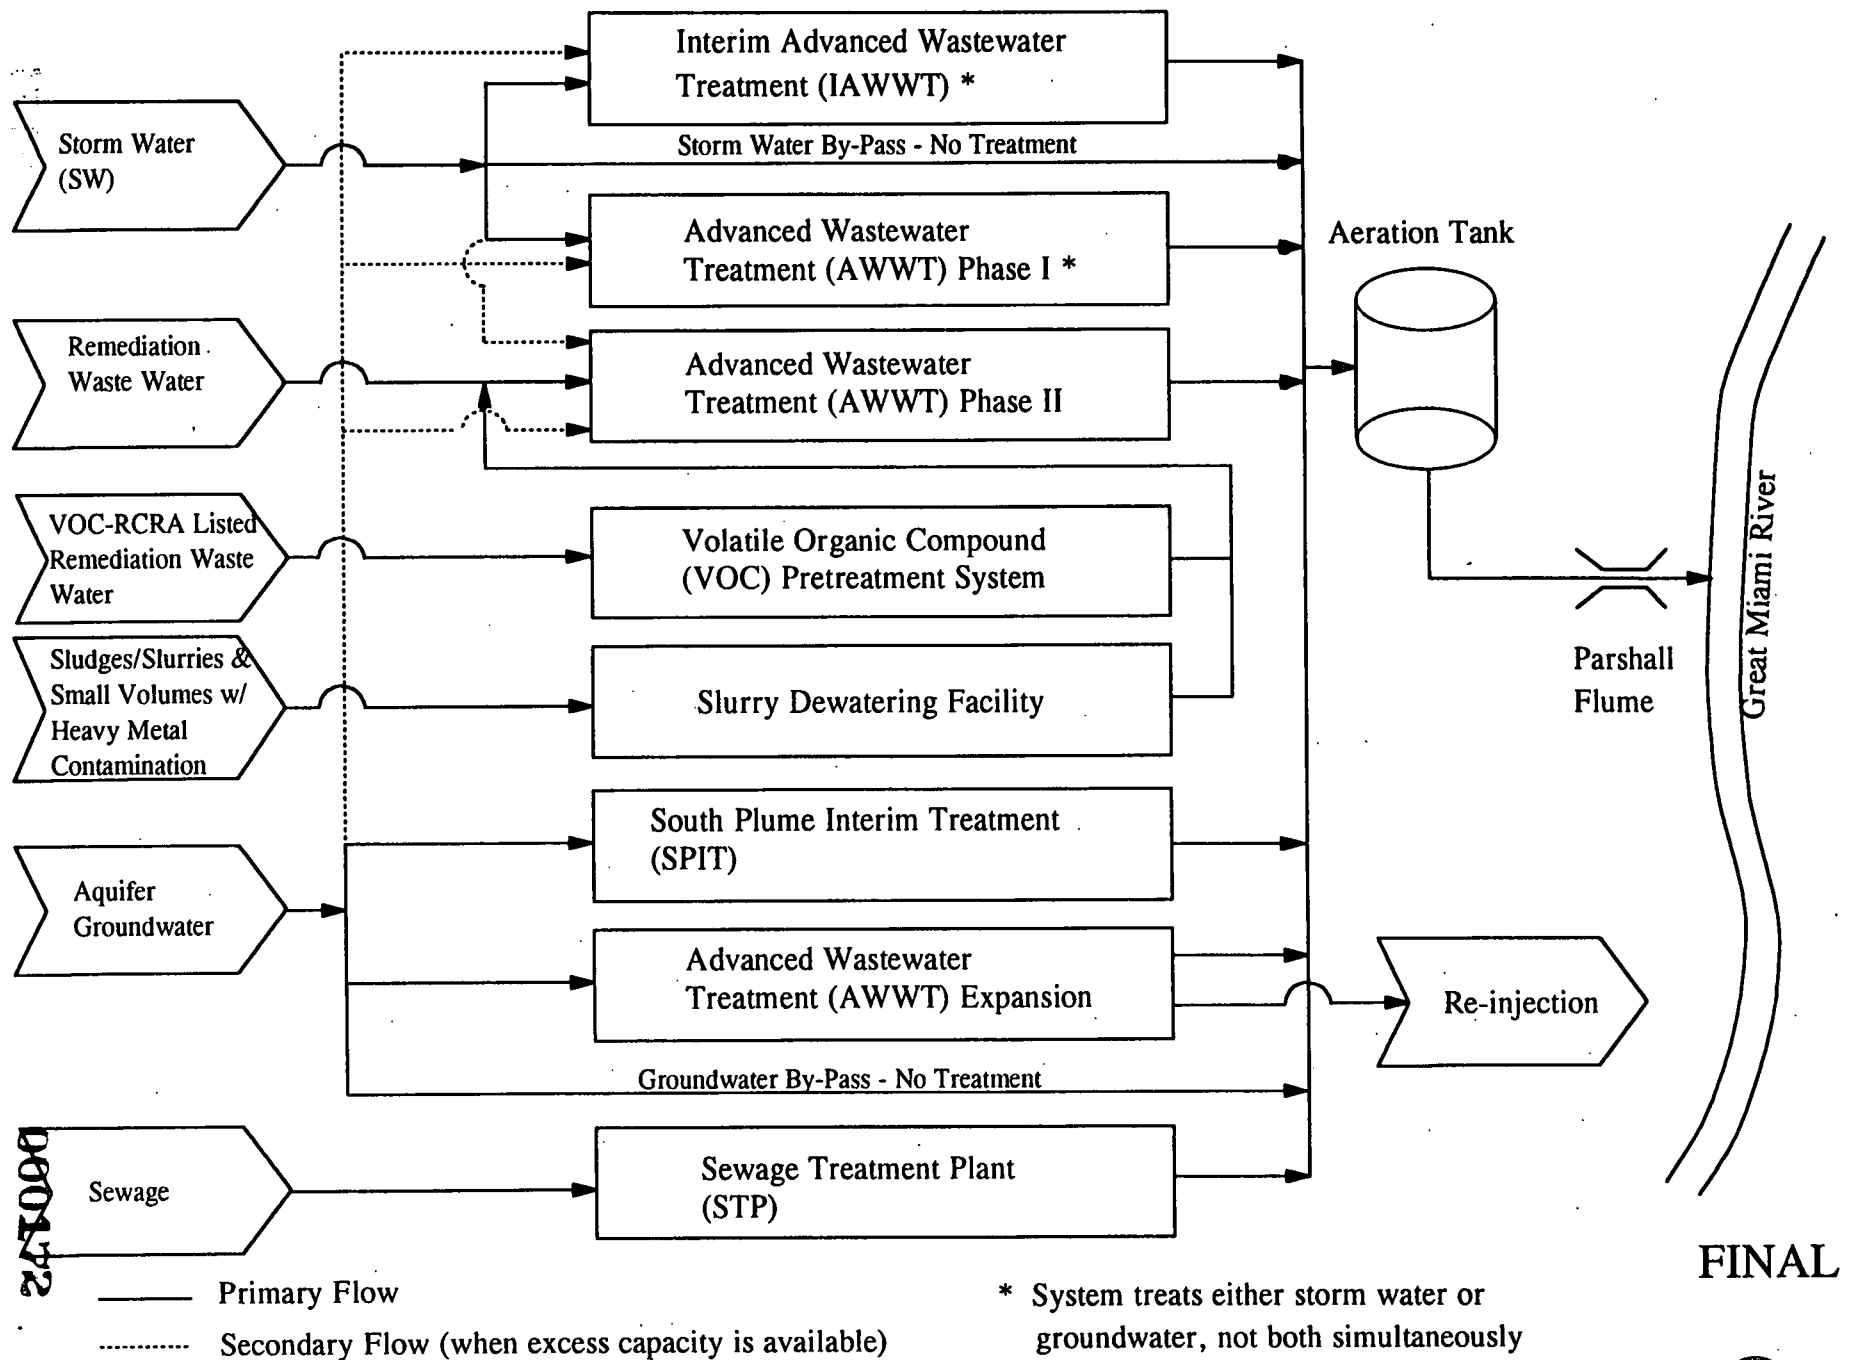 Interim Advanced Wastewater
Treatment (IAWWT) *
Storm Water
(SW)
Storm Water By-Pass - No Treatment
Advanced Wastewater
Treatment (AWWT) Phase I *
Aeration Tank
Remediation
Waste Water
Advanced Wastewater
Treatment (AWWT) Phase II
VOC-RCRA Listed
Remediation Waste
Water
Volatile Organic Compound
(VOC) Pretreatment System
Great Miami River
Parshall
Flume
Sludges/Slurries &
Small Volumes w/
Heavy Metal
Contamination
Slurry Dewatering Facility
South Plume Interim Treatment
(SPIT)
Aquifer
Groundwater
Advanced Wastewater
Treatment (AWWT) Expansion
Re-injection
Groundwater By-Pass - No Treatment
Sewage
Sewage Treatment Plant
(STP)
000172
FINAL
Primary Flow
Secondary Flow (when excess capacity is available)
* System treats either storm water or
groundwater, not both simultaneously